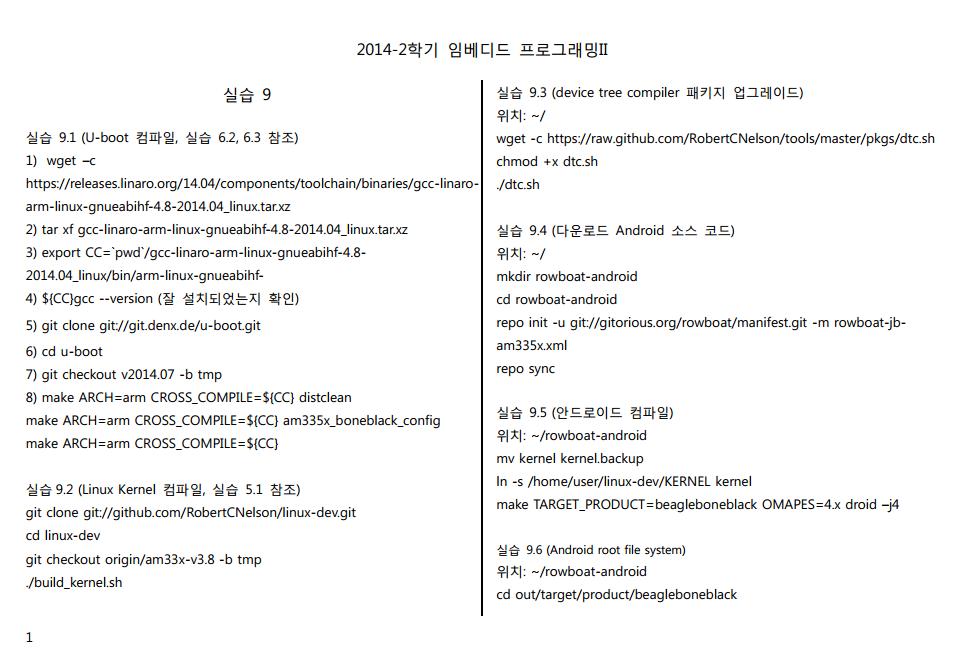 2014-2학기 임베디드 프로그래밍II
실습 9
실습 9.1 (U-boot 컴파일, 실습 6.2, 6.3 참조)
1) wget –c
https://releases.linaro.org/14.04/components/toolchain/binaries/gcc-linaro-
arm-linux-gnueabihf-4.8-2014.04_linux.tar.xz
2) tar xf gcc-linaro-arm-linux-gnueabihf-4.8-2014.04_linux.tar.xz
3) export CC=`pwd`/gcc-linaro-arm-linux-gnueabihf-4.8-
2014.04_linux/bin/arm-linux-gnueabihf-
4) ${CC}gcc --version (잘 설치되었는지 확인)
5) git clone git://git.denx.de/u-boot.git
6) cd u-boot
7) git checkout v2014.07 -b tmp
8) make ARCH=arm CROSS_COMPILE=${CC} distclean
make ARCH=arm CROSS_COMPILE=${CC} am335x_boneblack_config
make ARCH=arm CROSS_COMPILE=${CC}
실습 9.2 (Linux Kernel 컴파일, 실습 5.1 참조)
git clone git://github.com/RobertCNelson/linux-dev.git
cd linux-dev
git checkout origin/am33x-v3.8 -b tmp
./build_kernel.sh
실습 9.3 (device tree compiler 패키지 업그레이드)
위치: ~/
wget -c https://raw.github.com/RobertCNelson/tools/master/pkgs/dtc.sh
chmod +x dtc.sh
./dtc.sh
실습 9.4 (다운로드 Android 소스 코드)
위치: ~/
mkdir rowboat-android
cd rowboat-android
repo init -u git://gitorious.org/rowboat/manifest.git -m rowboat-jb-
am335x.xml
repo sync
실습 9.5 (안드로이드 컴파일)
위치: ~/rowboat-android
mv kernel kernel.backup
ln -s /home/user/linux-dev/KERNEL kernel
make TARGET_PRODUCT=beagleboneblack OMAPES=4.x droid –j4
실습 9.6 (Android root file system)
위치: ~/rowboat-android
cd out/target/product/beagleboneblack
1